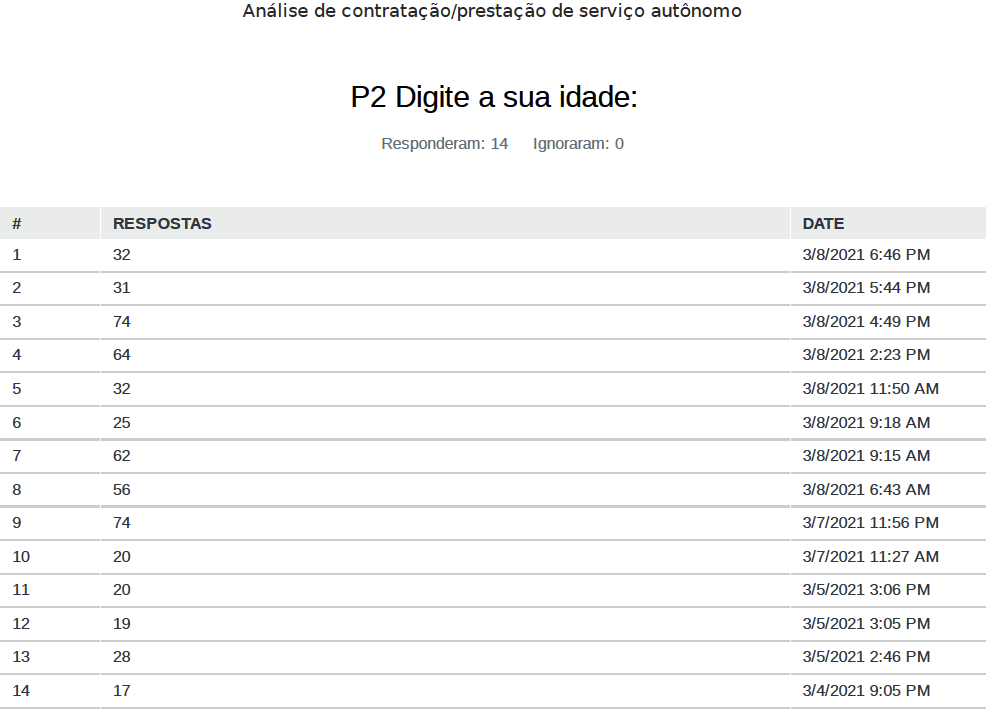 Análise de contratação/prestação de serviço autônomo
P2 Digite a sua idade:
Responderam: 14 Ignoraram: 0
# RESPOSTAS DATE
1 32 3/8/2021 6:46 PM
2 31 3/8/2021 5:44 PM
3 74 3/8/2021 4:49 PM
4 64 3/8/2021 2:23 PM
5 32 3/8/2021 11:50 AM
6 25 3/8/2021 9:18 AM
7 62 3/8/2021 9:15 AM
8 56 3/8/2021 6:43 AM
9 74 3/7/2021 11:56 PM
10 20 3/7/2021 11:27 AM
11 20 3/5/2021 3:06 PM
12 19 3/5/2021 3:05 PM
13 28 3/5/2021 2:46 PM
14 17 3/4/2021 9:05 PM